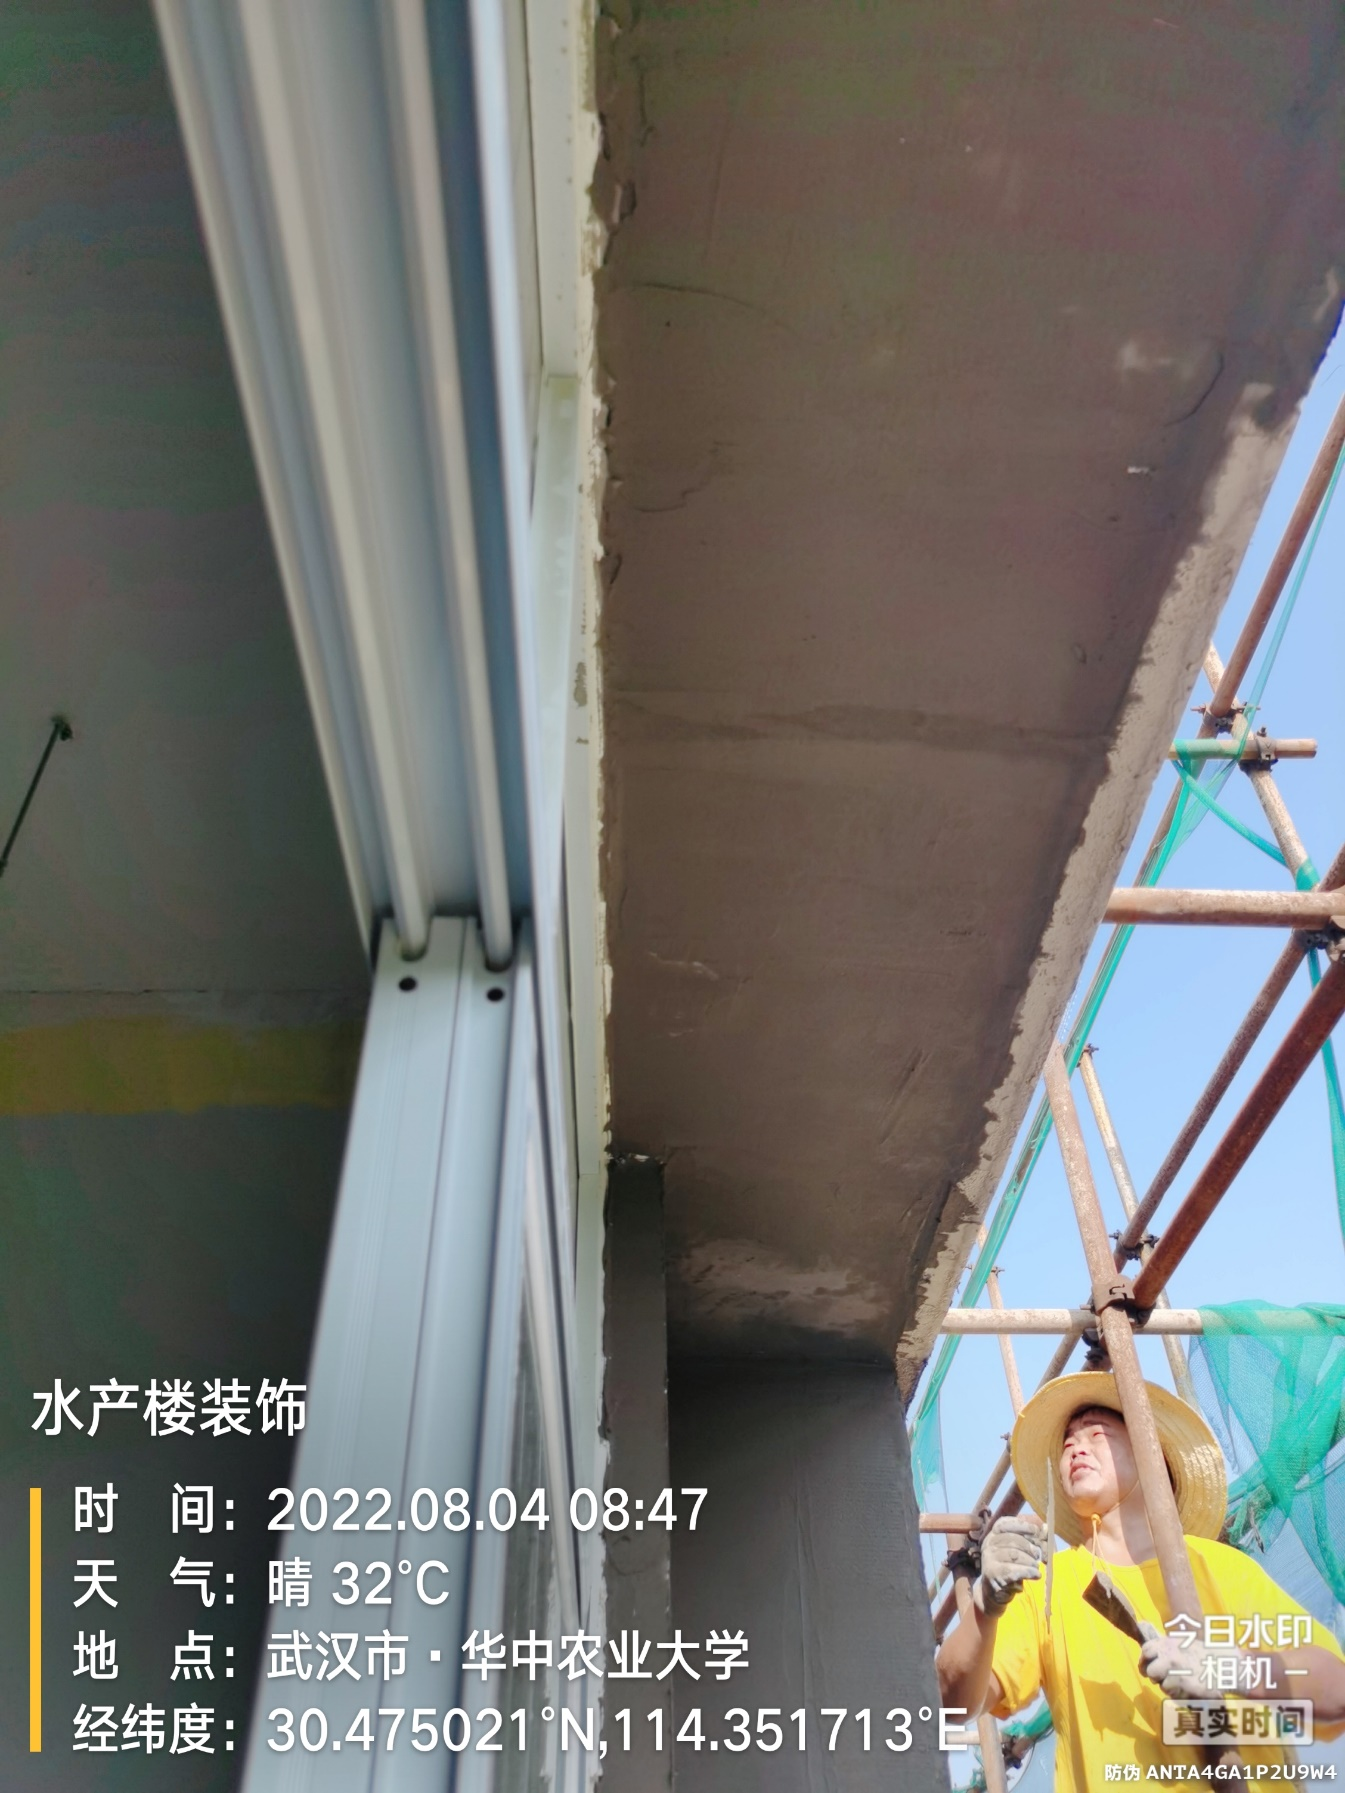 水产楼装饰
时 间：2022.08.04 08:47
天 气：晴 32℃
地 点：武汉市·华中农业大学
经纬度：30.475021°N,114.351713°E
今日水印
-相机-
真实时间
防伪 ANTA4GA1P2U9W4